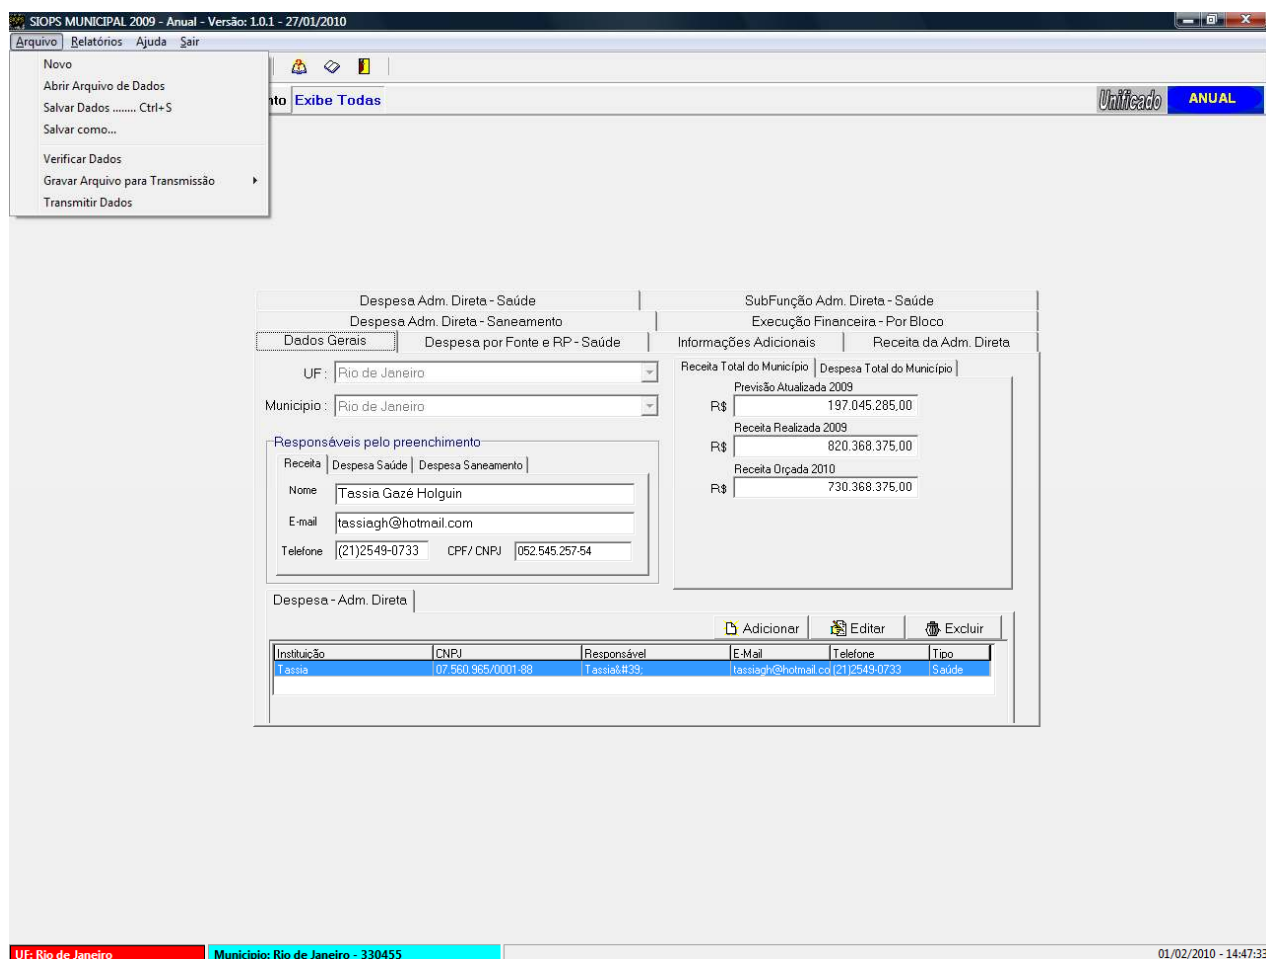 SIOPS MUNICIPAL 2009 - Anual - Versão: 1.0.1 - 27/01/2010
Arquivo Relatórios Ajuda Sair
Novo
Abrir Arquivo de Dados
Salvar Dados ........ Ctrl+S
Salvar como...
Verificar Dados
Gravar Arquivo para Transmissão
Transmitir Dados
nto Exibe Todas
Unificado ANUAL
Despesa Adm. Direta - Saúde SubFunção Adm. Direta - Saúde
Despesa Adm. Direta - Saneamento Execução Financeira - Por Bloco
Dados Gerais Despesa por Fonte e RP - Saúde Informações Adicionais Receita da Adm. Direta
UF: Rio de Janeiro
Municipio: Rio de Janeiro
Responsáveis pelo preenchimento
Receita Despesa Saúde Despesa Saneamento
Nome Tassia Gazé Holguin
E-mail tassiagh@hotmail.com
Telefone (21)2549-0733 CPF/ CNPJ 052.545.257-54
Receita Total do Município Despesa Total do Município
Previsão Atualizada 2009
R$ 197.045.285,00
Receita Realizada 2009
R$ 820.368.375,00
Receita Orçada 2010
R$ 730.368.375,00
Despesa - Adm. Direta
Adicionar Editar Excluir
Instituição CNPJ Responsável E-Mail Telefone Tipo
Tassia 07.560.965/0001-88 Tassia&#39; tassiagh@hotmail.co (21)2549-0733 Saúde
UF: Rio de Janeiro Municipio: Rio de Janeiro - 330455 01/02/2010 - 14:47:33